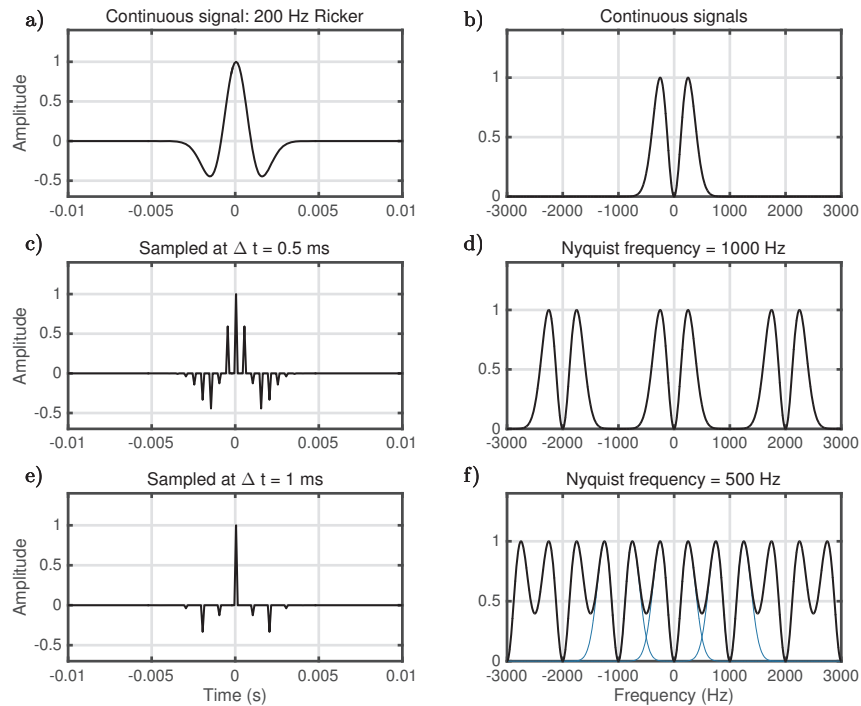 a) Continuous signal: 200 Hz Ricker
Amplitude
1
0.5
0
-0.5
-0.01 -0.005 0 0.005 0.01
b) Continuous signals
1
0.5
0
-3000 -2000 -1000 0 1000 2000 3000
c) Sampled at Δ t = 0.5 ms
Amplitude
1
0.5
0
-0.5
-0.01 -0.005 0 0.005 0.01
d) Nyquist frequency = 1000 Hz
1
0.5
0
-3000 -2000 -1000 0 1000 2000 3000
e) Sampled at Δ t = 1 ms
Amplitude
1
0.5
0
-0.5
-0.01 -0.005 0 0.005 0.01
Time (s)
f) Nyquist frequency = 500 Hz
1
0.5
0
-3000 -2000 -1000 0 1000 2000 3000
Frequency (Hz)